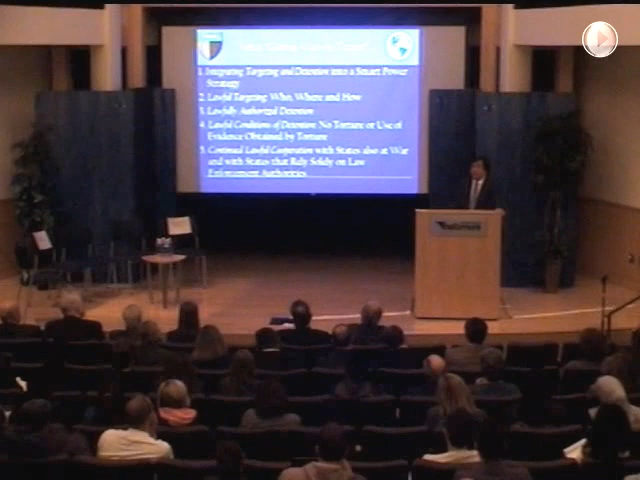 1. Integrating Targeting and Detention into a Smart Power
Strategy
2. Lawful Targeting: Who, Where and How
3. Lawfully Authorized Detention
4. Lawful Conditions of Detention: No Torture or Use of
Evidence Obtained by Torture
5. Continued Lawful Cooperation with States also at War
and with States that Rely Solely on Law
Enforcement Authorities